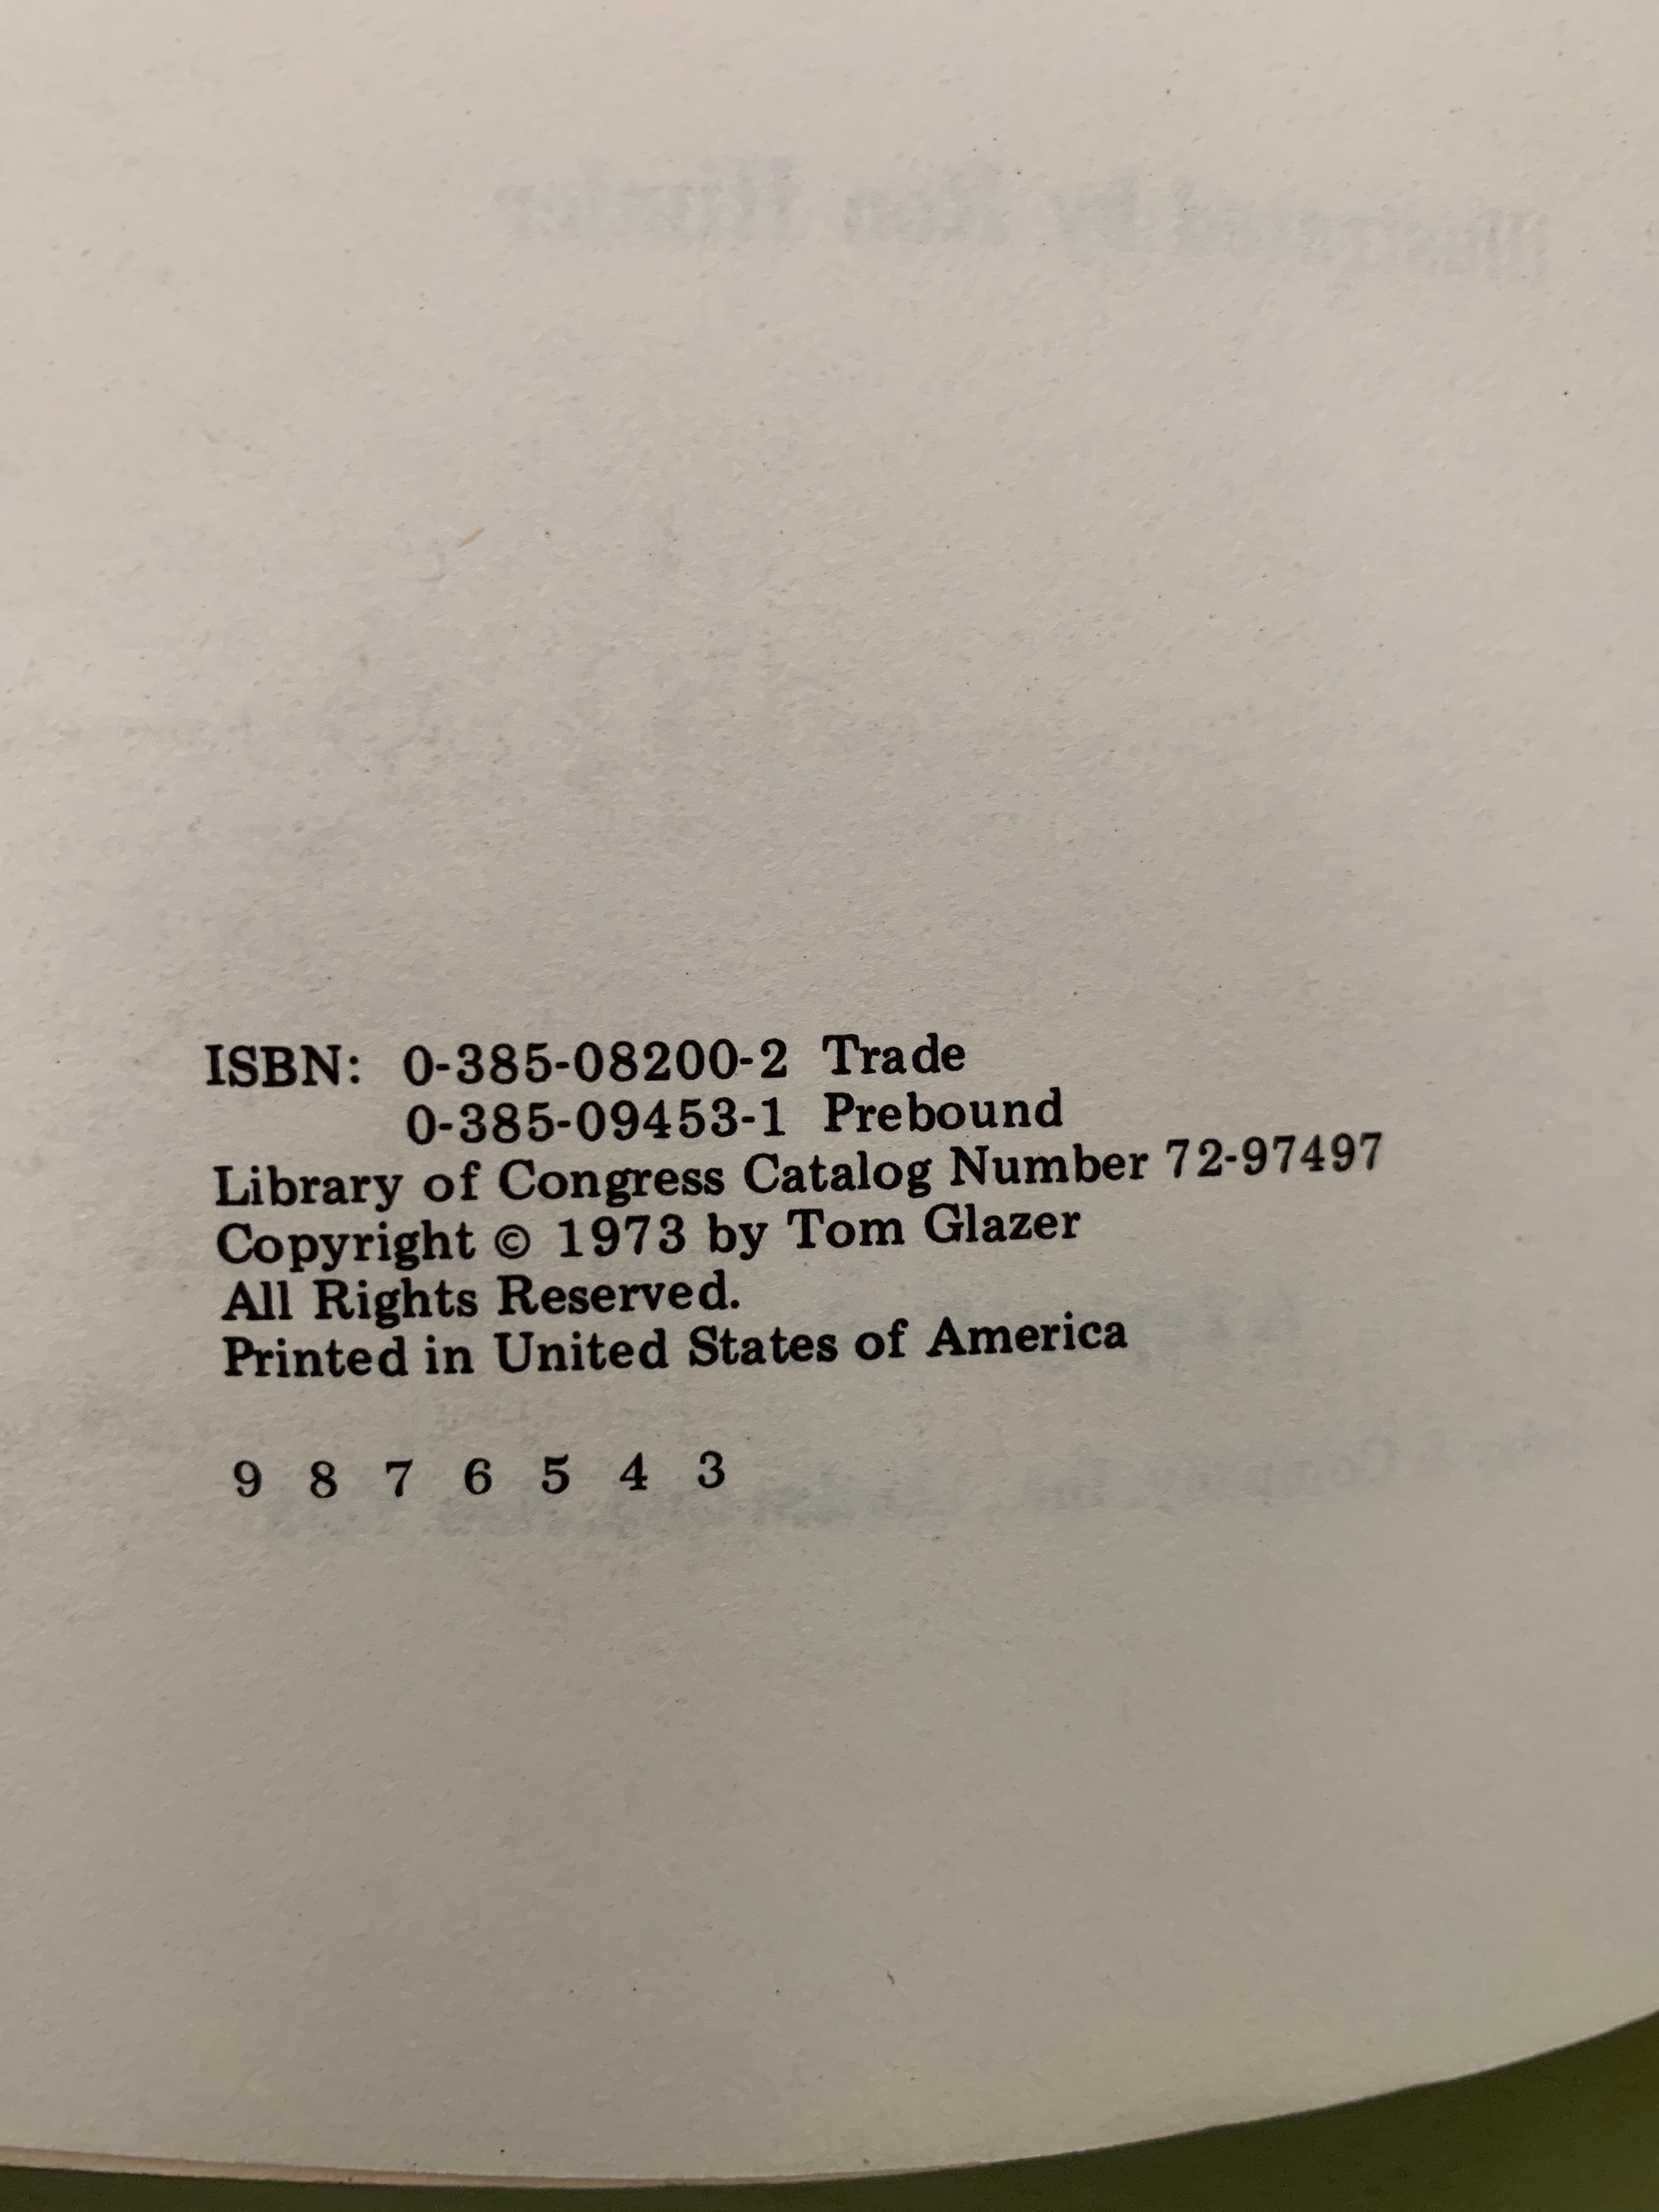 ISBN: 0-385-08200-2 Trade
0-385-09453-1 Prebound
Library of Congress Catalog Number 72-97497
Copyright © 1973 by Tom Glazer
All Rights Reserved.
Printed in United States of America
9 8 7 6 5 4 3